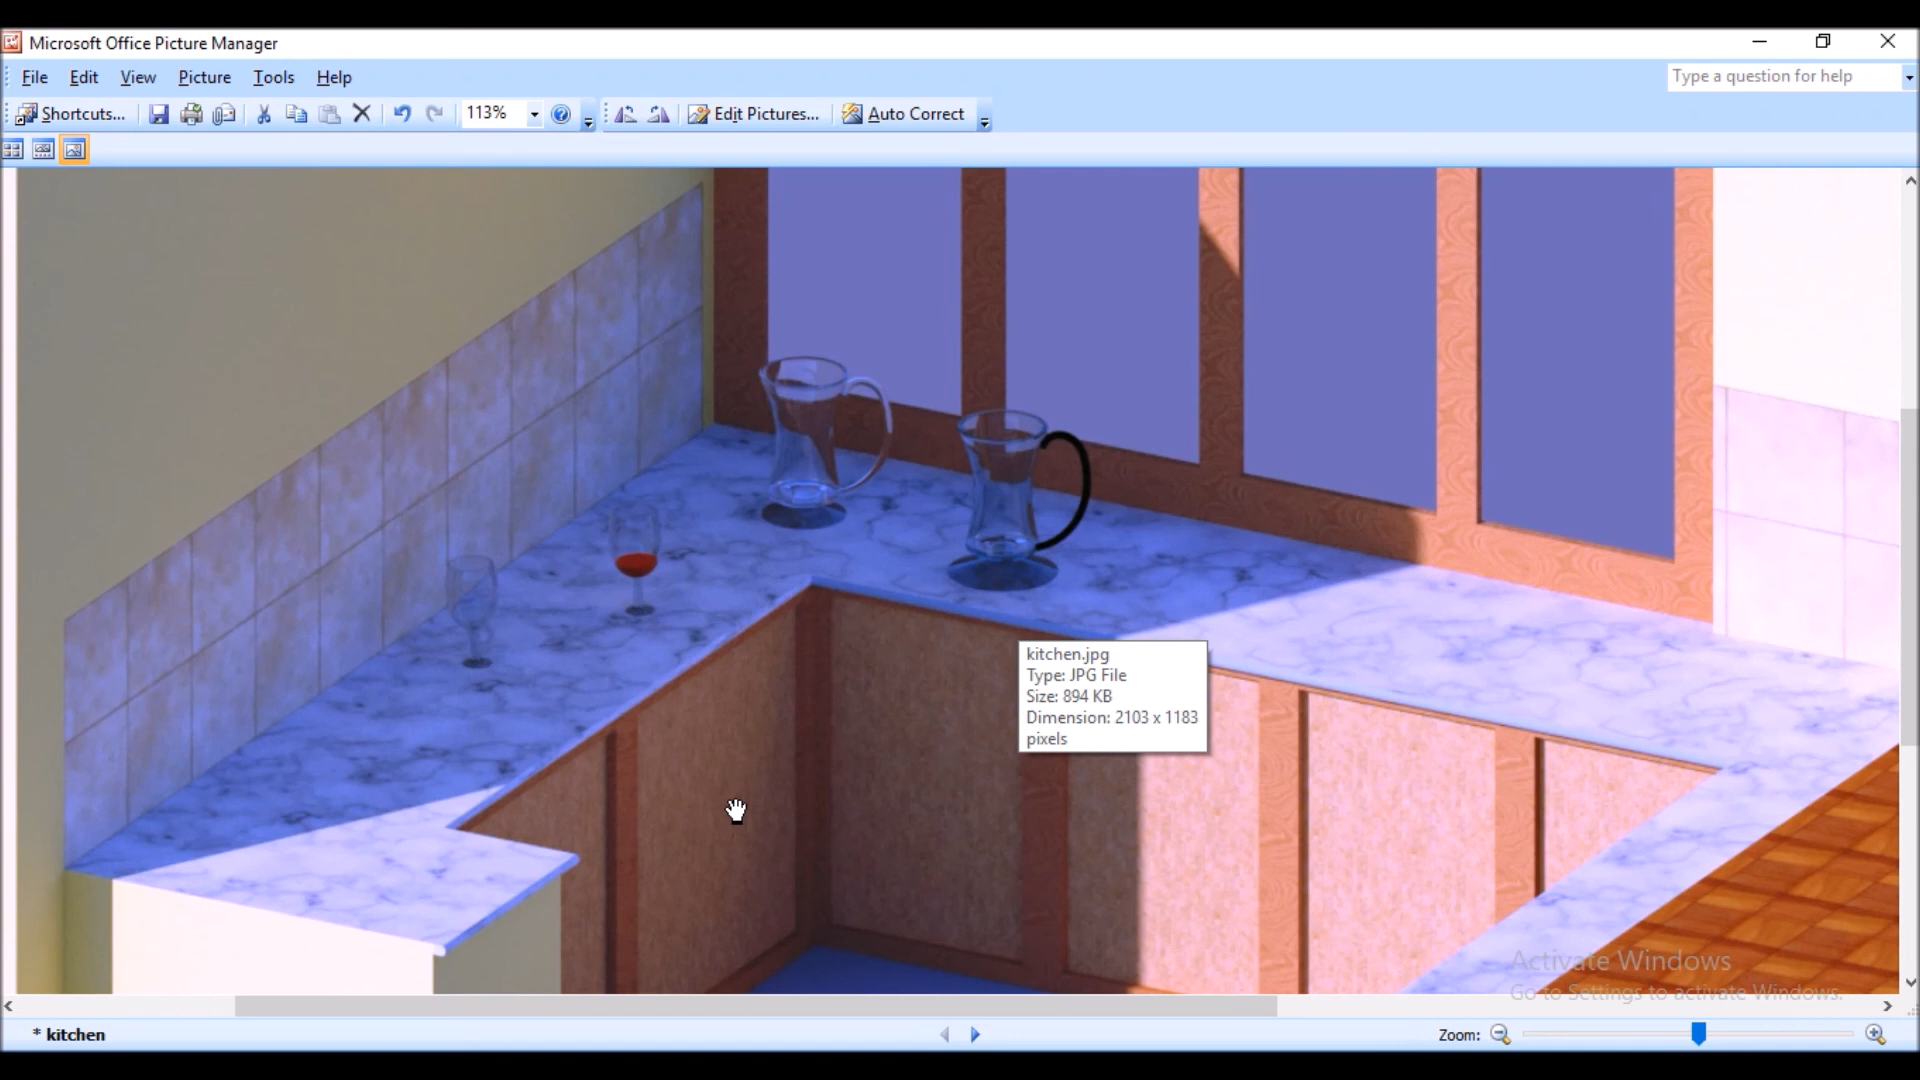 Microsoft Office Picture Manager
File Edit View Picture Tools Help
Type a question for help
Shortcuts...
113%
Edit Pictures...
Auto Correct
kitchen.jpg
Type: JPG File
Size: 894 KB
Dimension: 2103 x 1183
pixels
Activate Windows
Go to Settings to activate Windows.
* kitchen
Zoom: